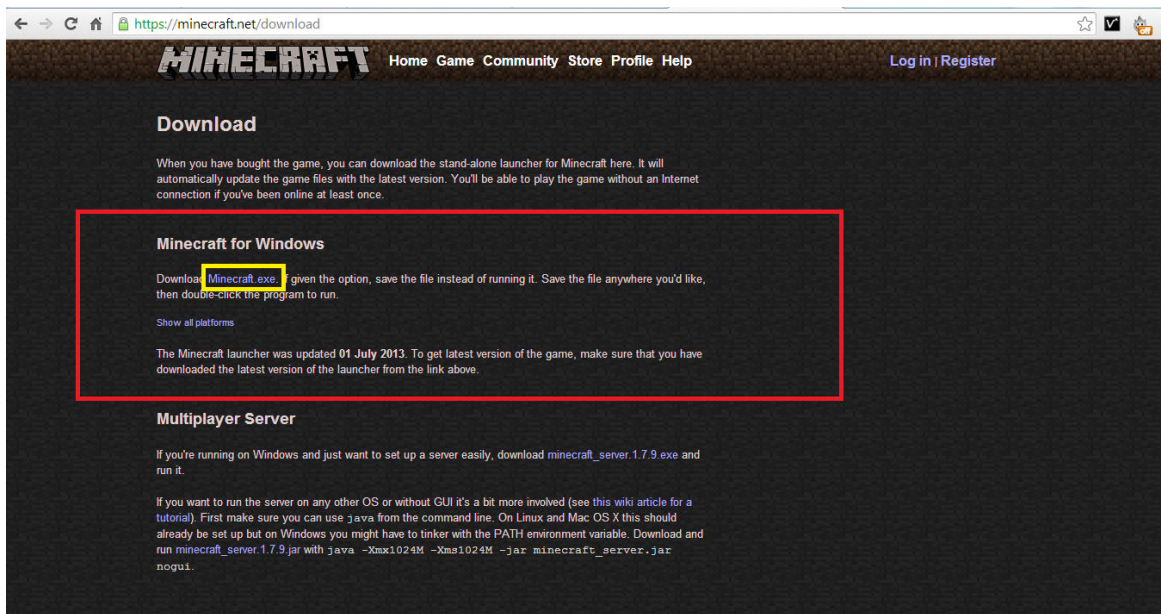 https://minecraft.net/download
MINECRAFT Home Game Community Store Profile Help Log in | Register
Download
When you have bought the game, you can download the stand-alone launcher for Minecraft here. It will
automatically update the game files with the latest version. You'll be able to play the game without an Internet
connection if you've been online at least once.
Minecraft for Windows
Download Minecraft.exe. If given the option, save the file instead of running it. Save the file anywhere you'd like,
then double-click the program to run.
Show all platforms
The Minecraft launcher was updated 01 July 2013. To get latest version of the game, make sure that you have
downloaded the latest version of the launcher from the link above.
Multiplayer Server
If you're running on Windows and just want to set up a server easily, download minecraft_server.1.7.9.exe and
run it.
If you want to run the server on any other OS or without GUI it's a bit more involved (see this wiki article for a
tutorial). First make sure you can use java from the command line. On Linux and Mac OS X this should
already be set up but on Windows you might have to tinker with the PATH environment variable. Download and
run minecraft_server.1.7.9.jar with java -Xmx1024M -Xms1024M -jar minecraft_server.jar
nogui.